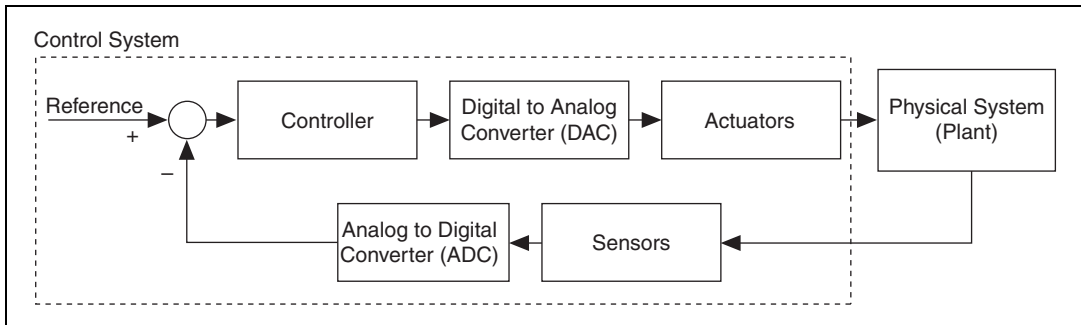 Control System
Reference
+
−
Controller
Digital to Analog
Converter (DAC)
Actuators
Physical System
(Plant)
Analog to Digital
Converter (ADC)
Sensors